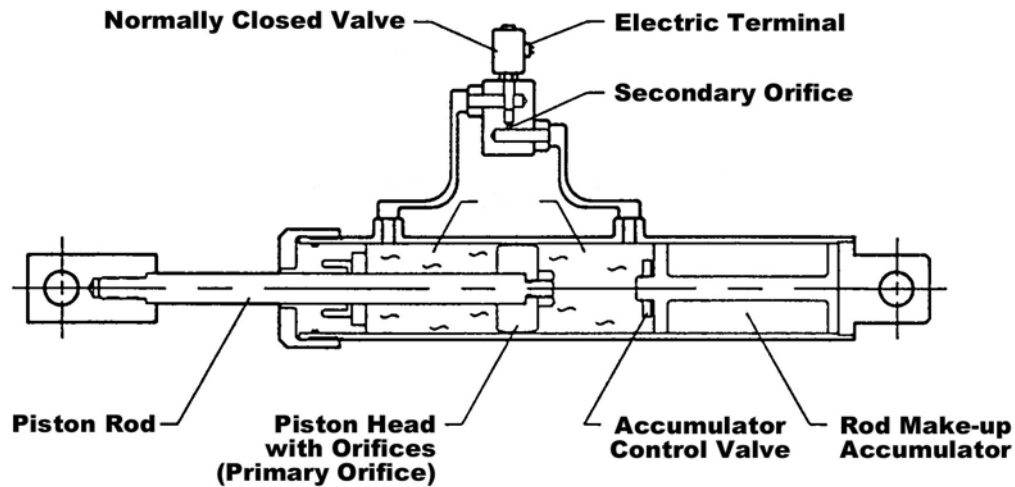 Normally Closed Valve
Electric Terminal
Secondary Orifice
Piston Rod
Piston Head
with Orifices
(Primary Orifice)
Accumulator
Control Valve
Rod Make-up
Accumulator